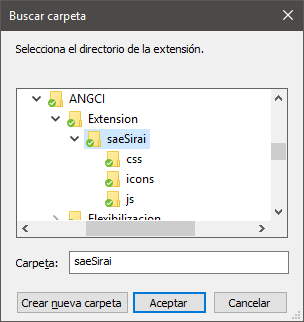 Buscar carpeta
Selecciona el directorio de la extensión.
ANGCI
Extension
saeSirai
css
icons
js
Flexibilizacion
Carpeta: saeSirai
Crear nueva carpeta Aceptar Cancelar